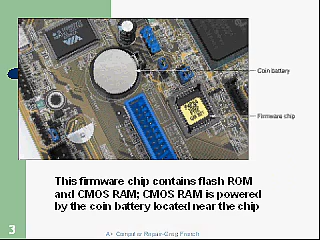 VIA
Coin battery
Firmware chip
This firmware chip contains flash ROM
and CMOS RAM; CMOS RAM is powered
by the coin battery located near the chip
3
A+ Computer Repair-Greg French